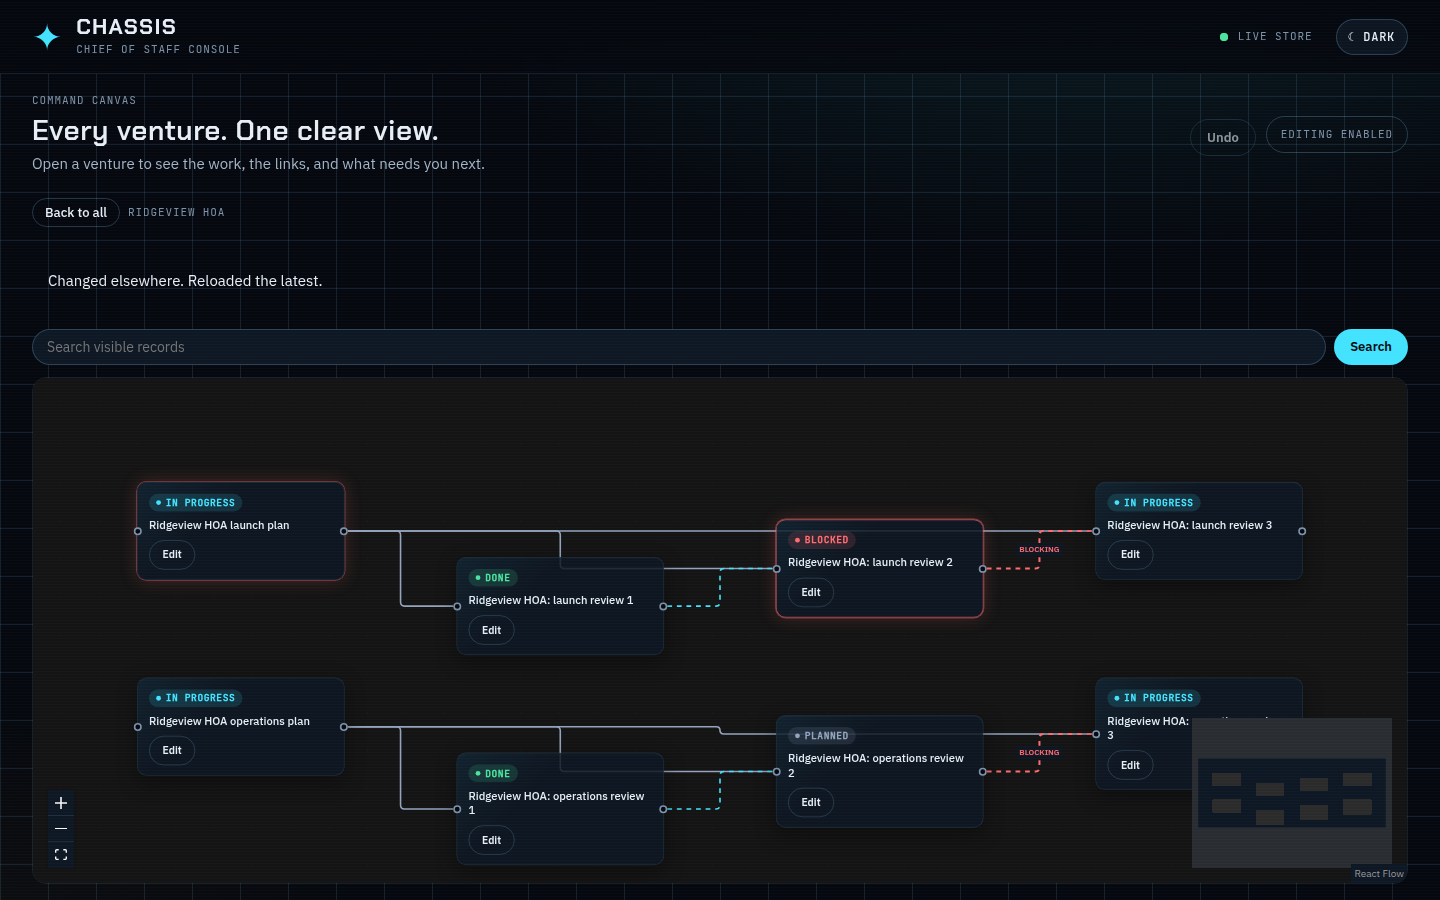 CHASSIS
CHIEF OF STAFF CONSOLE
LIVE STORE
☾ DARK
COMMAND CANVAS
Every venture. One clear view.
Open a venture to see the work, the links, and what needs you next.
Undo
EDITING ENABLED
Back to all
RIDGEVIEW HOA
Changed elsewhere. Reloaded the latest.
Search visible records
Search
IN PROGRESS
Ridgeview HOA launch plan
Edit
DONE
Ridgeview HOA: launch review 1
Edit
BLOCKED
Ridgeview HOA: launch review 2
Edit
BLOCKING
IN PROGRESS
Ridgeview HOA: launch review 3
Edit
IN PROGRESS
Ridgeview HOA operations plan
Edit
DONE
Ridgeview HOA: operations review
1
Edit
PLANNED
Ridgeview HOA: operations review
2
Edit
BLOCKING
IN PROGRESS
Ridgeview HOA:
3
Edit
React Flow